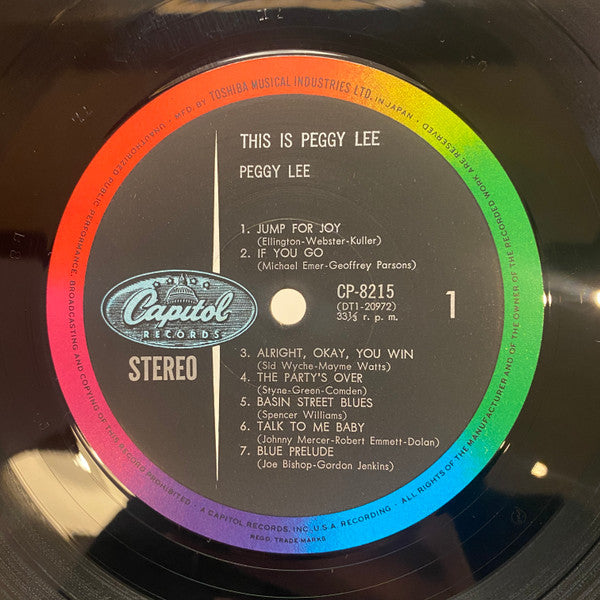 MFD. BY TOSHIBA MUSICAL INDUSTRIES LTD. IN JAPAN • ALL RIGHTS OF THE MANUFACTURER AND OF THE OWNER OF THE RECORDED WORK ARE RESERVED
UNAUTHORIZED PUBLIC PERFORMANCE, BROADCASTING AND COPYING OF THIS RECORD PROHIBITED • A CAPITOL RECORDS, INC., U.S.A. RECORDING
REGD. TRADE-MARKS
THIS IS PEGGY LEE
PEGGY LEE
1. JUMP FOR JOY
(Ellington-Webster-Kuller)
2. IF YOU GO
(Michael Emer-Geoffrey Parsons)
Capitol
RECORDS
STEREO
CP-8215
(DT1-20972)
33⅓ r. p. m.
1
3. ALRIGHT, OKAY, YOU WIN
(Sid Wyche-Mayme Watts)
4. THE PARTY'S OVER
(Styne-Green-Comden)
5. BASIN STREET BLUES
(Spencer Williams)
6. TALK TO ME BABY
(Johnny Mercer-Robert Emmett-Dolan)
7. BLUE PRELUDE
(Joe Bishop-Gordon Jenkins)